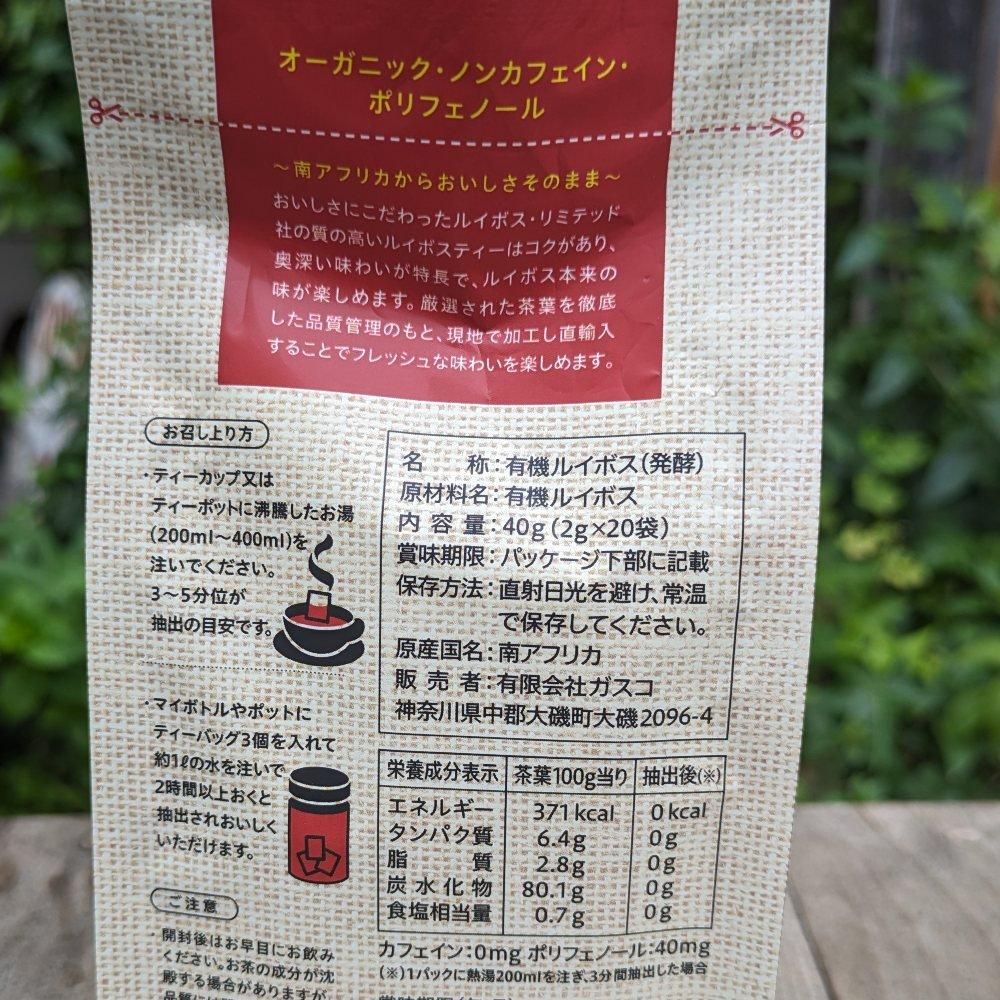 オーガニック・ノンカフェイン・
ポリフェノール
～南アフリカからおいしさそのまま～
おいしさにこだわったルイボス・リミテッド
社の質の高いルイボスティーはコクがあり、
奥深い味わいが特長で、ルイボス本来の
味が楽しめます。厳選された茶葉を徹底
した品質管理のもと、現地で加工し直輸入
することでフレッシュな味わいを楽しめます。
お召し上り方
・ティーカップ又は
ティーポットに沸騰したお湯
(200ml～400ml)を
注いでください。
3～5分位が
抽出の目安です。
・マイボトルやポットに
ティーバッグ3個を入れて
約1ℓの水を注いで
2時間以上おくと
抽出されおいしく
いただけます。
ご注意
開封後はお早目にお飲み
ください。お茶の成分が沈
殿する場合がありますが、
名称：有機ルイボス(発酵)
原材料名：有機ルイボス
内容量：40g(2g×20袋)
賞味期限：パッケージ下部に記載
保存方法：直射日光を避け、常温
で保存してください。
原産国名：南アフリカ
販売者：有限会社ガスコ
神奈川県中郡大磯町大磯2096-4
栄養成分表示 茶葉100g当り 抽出後(※)
エネルギー 371kcal 0kcal
タンパク質 6.4g 0g
脂質 2.8g 0g
炭水化物 80.1g 0g
食塩相当量 0.7g 0g
カフェイン：0mg ポリフェノール：40mg
(※)1パックに熱湯200mlを注ぎ、3分間抽出した場合